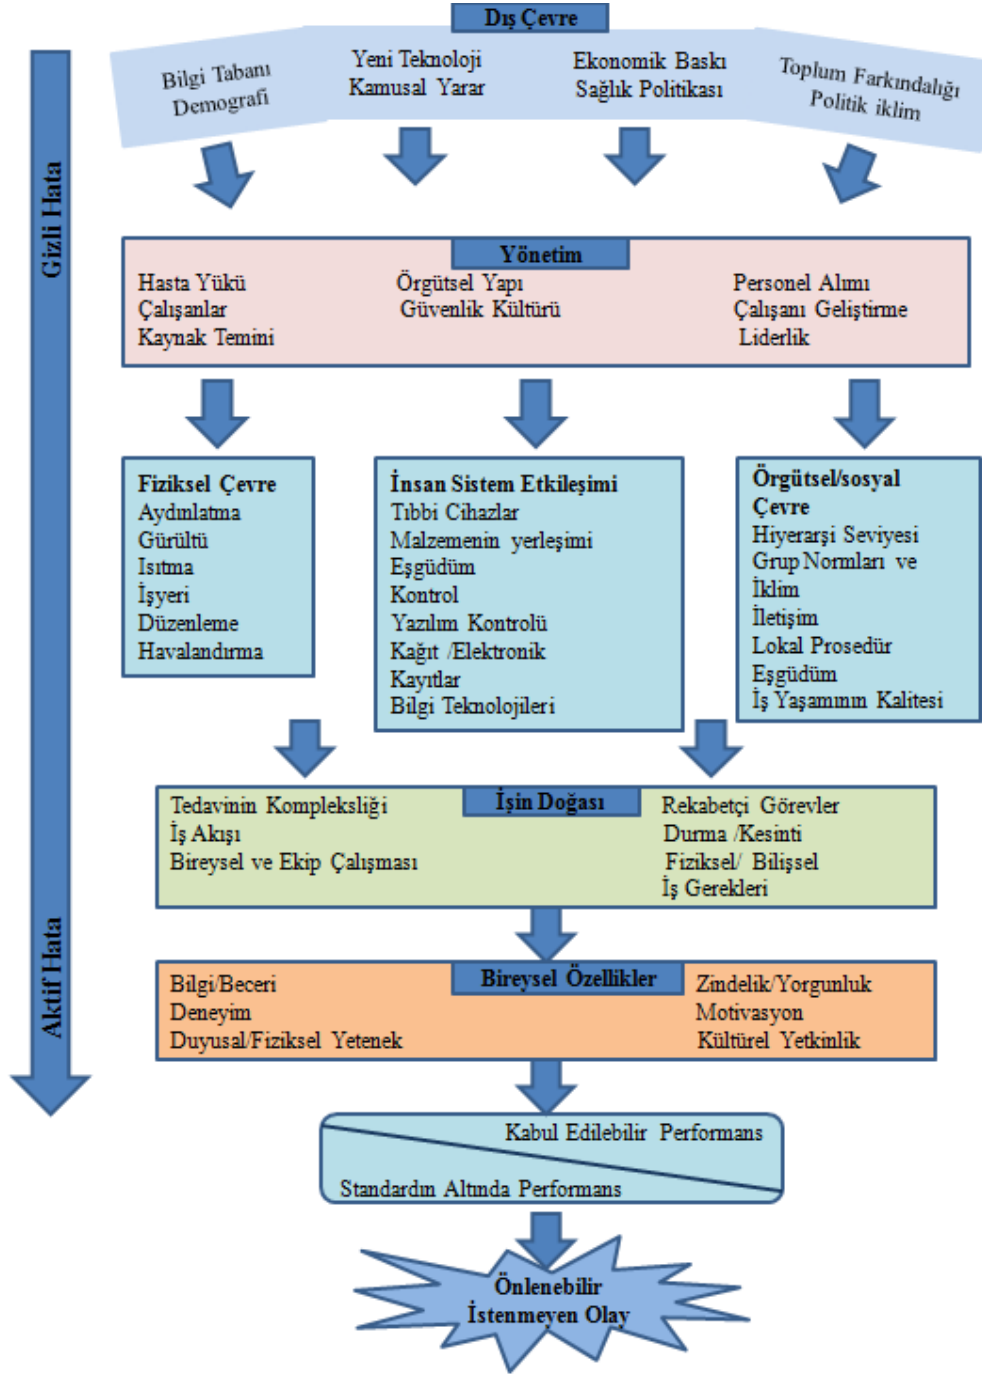 Dış Çevre
Bilgi Tabanı
Demografi
Yeni Teknoloji
Kamusal Yarar
Ekonomik Baskı
Sağlık Politikası
Toplum Farkındalığı
Politik iklim
Gizli Hata
Aktif Hata
Yönetim
Hasta Yükü
Çalışanlar
Kaynak Temini
Örgütsel Yapı
Güvenlik Kültürü
Personel Alımı
Çalışanı Geliştirme
Liderlik
Fiziksel Çevre
Aydınlatma
Gürültü
Isıtma
İşyeri
Düzenleme
Havalandırma
İnsan Sistem Etkileşimi
Tıbbi Cihazlar
Malzemenin yerleşimi
Eşgüdüm
Kontrol
Yazılım Kontrolü
Kağıt /Elektronik
Kayıtlar
Bilgi Teknolojileri
Örgütsel/sosyal
Çevre
Hiyerarşi Seviyesi
Grup Normları ve
İklim
İletişim
Lokal Prosedür
Eşgüdüm
İş Yaşamının Kalitesi
İşin Doğası
Tedavinin Kompleksliği
İş Akışı
Bireysel ve Ekip Çalışması
Rekabetçi Görevler
Durma /Kesinti
Fiziksel/ Bilişsel
İş Gerekleri
Bireysel Özellikler
Bilgi/Beceri
Deneyim
Duyusal/Fiziksel Yetenek
Zindelik/Yorgunluk
Motivasyon
Kültürel Yetkinlik
Kabul Edilebilir Performans
Standardın Altında Performans
Önlenebilir
İstenmeyen Olay